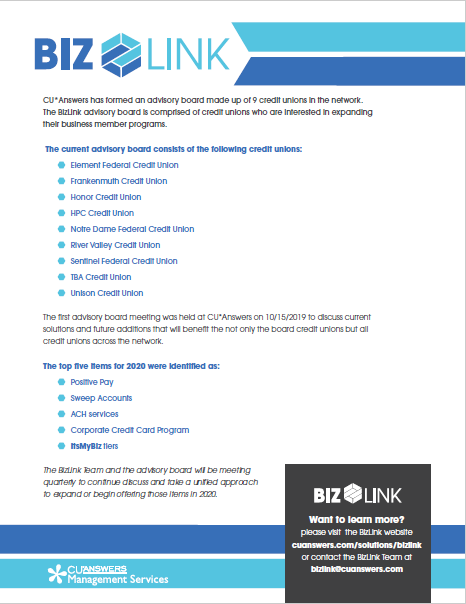 BIZ LINK
CU*Answers has formed an advisory board made up of 9 credit unions in the network.
The BizLink advisory board is comprised of credit unions who are interested in expanding
their business member programs.
The current advisory board consists of the following credit unions:
Element Federal Credit Union
Frankenmuth Credit Union
Honor Credit Union
HPC Credit Union
Notre Dame Federal Credit Union
River Valley Credit Union
Sentinel Federal Credit Union
TBA Credit Union
Unison Credit Union
The first advisory board meeting was held at CU*Answers on 10/15/2019 to discuss current
solutions and future additions that will benefit the not only the board credit unions but all
credit unions across the network.
The top five items for 2020 were identified as:
Positive Pay
Sweep Accounts
ACH services
Corporate Credit Card Program
ItsMyBiz tiers
The BizLink Team and the advisory board will be meeting
quarterly to continue discuss and take a unified approach
to expand or begin offering those items in 2020.
BIZ LINK
Want to learn more?
please visit the BizLink website
cuanswers.com/solutions/bizlink
or contact the BizLink Team at
bizlink@cuanswers.com
CU*ANSWERS
Management Services